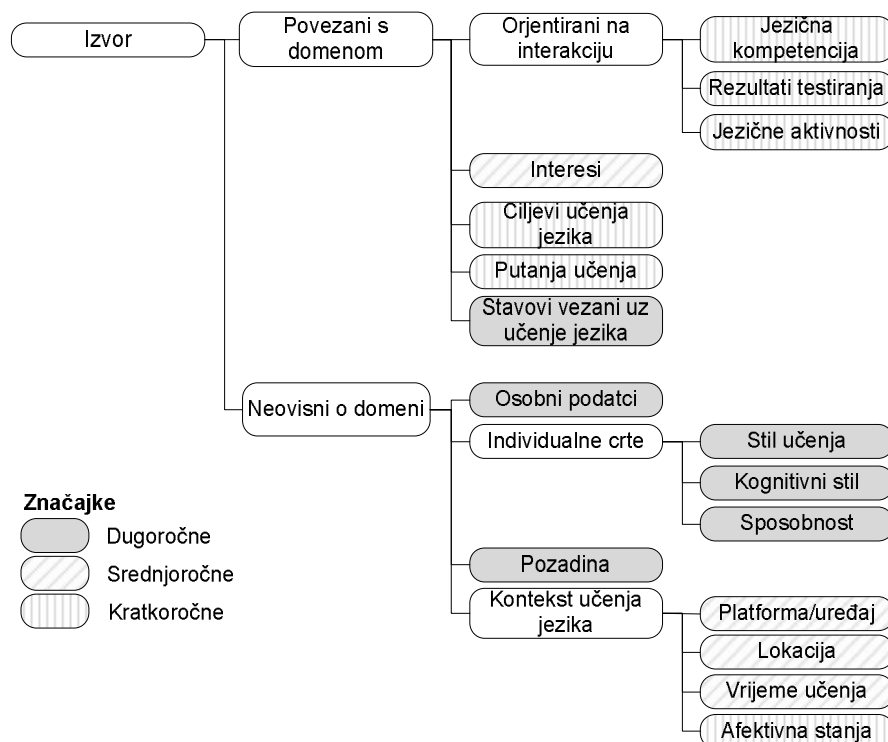 Izvor
Povezani s
domenom
Orjentirani na
interakciju
Jezična
kompetencija
Rezultati testiranja
Jezične aktivnosti
Interesi
Ciljevi učenja
jezika
Putanja učenja
Stavovi vezani uz
učenje jezika
Neovisni o domeni
Osobni podatci
Individualne crte
Stil učenja
Kognitivni stil
Sposobnost
Pozadina
Kontekst učenja
jezika
Platforma/uređaj
Lokacija
Vrijeme učenja
Afektivna stanja
Značajke
Dugoročne
Srednjoročne
Kratkoročne